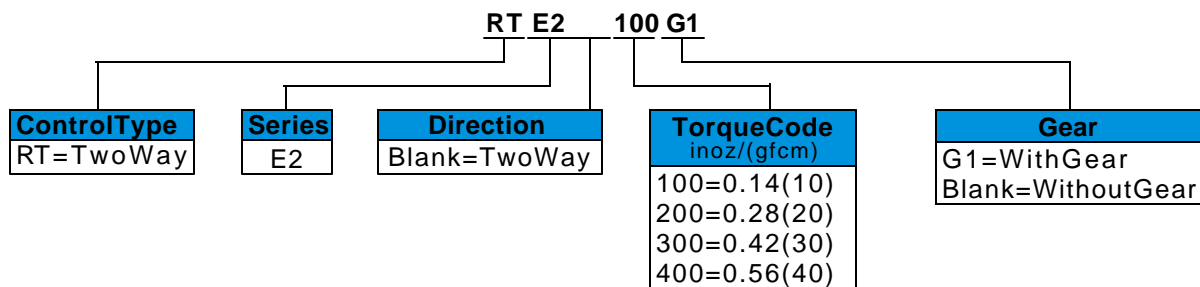 RT E2 100 G1
ControlType
RT=TwoWay
Series
E2
Direction
Blank=TwoWay
TorqueCode
inoz/(gfcm)
100=0.14(10)
200=0.28(20)
300=0.42(30)
400=0.56(40)
Gear
G1=WithGear
Blank=WithoutGear